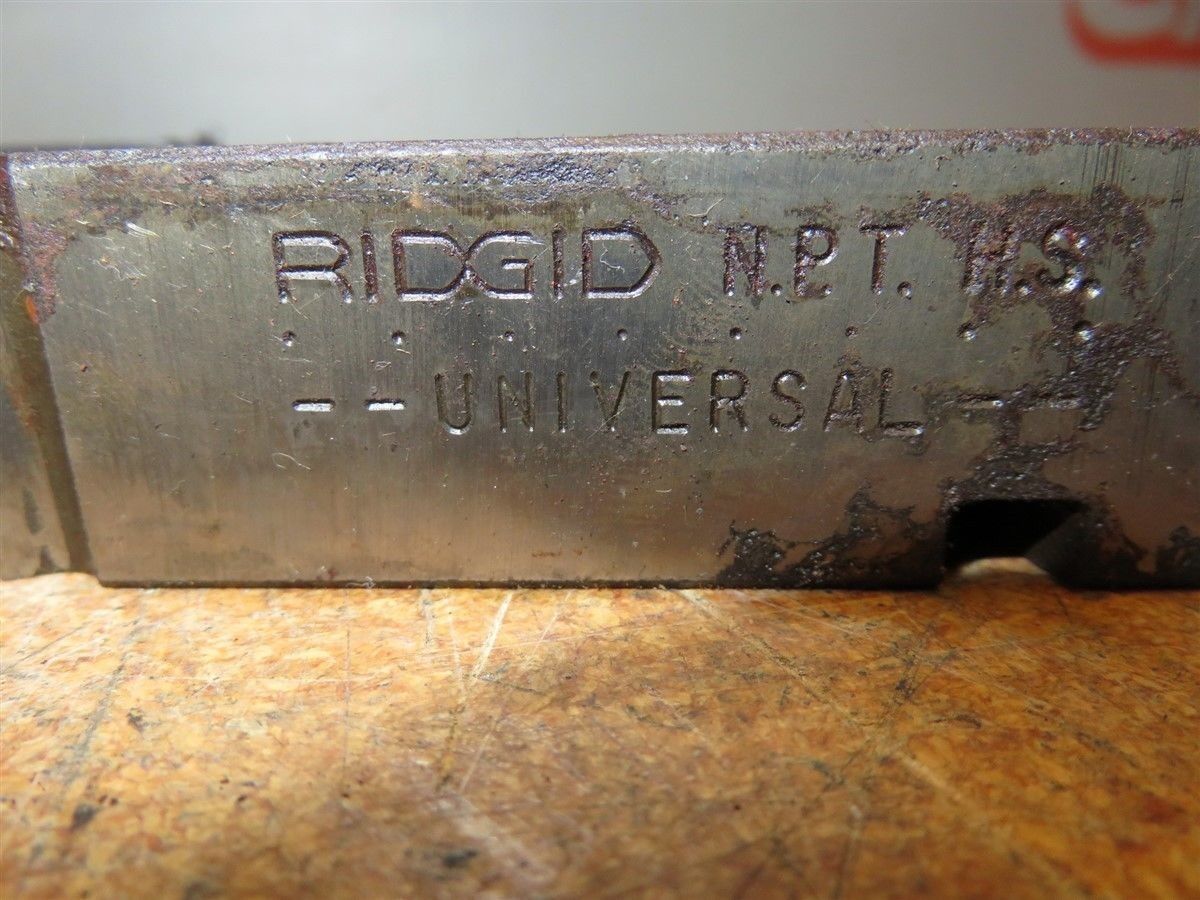 RIDGID N.P.T. H.S.
--UNIVERSAL--